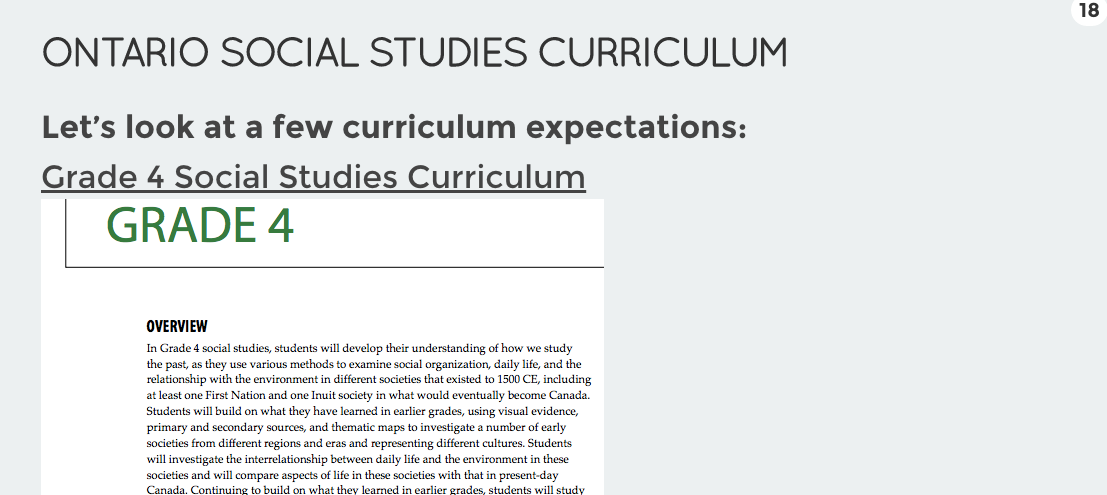 18
ONTARIO SOCIAL STUDIES CURRICULUM
Let’s look at a few curriculum expectations:
Grade 4 Social Studies Curriculum
GRADE 4
OVERVIEW
In Grade 4 social studies, students will develop their understanding of how we study
the past, as they use various methods to examine social organization, daily life, and the
relationship with the environment in different societies that existed to 1500 CE, including
at least one First Nation and one Inuit society in what would eventually become Canada.
Students will build on what they have learned in earlier grades, using visual evidence,
primary and secondary sources, and thematic maps to investigate a number of early
societies from different regions and eras and representing different cultures. Students
will investigate the interrelationship between daily life and the environment in these
societies and will compare aspects of life in these societies with that in present-day
Canada. Continuing to build on what they learned in earlier grades, students will study